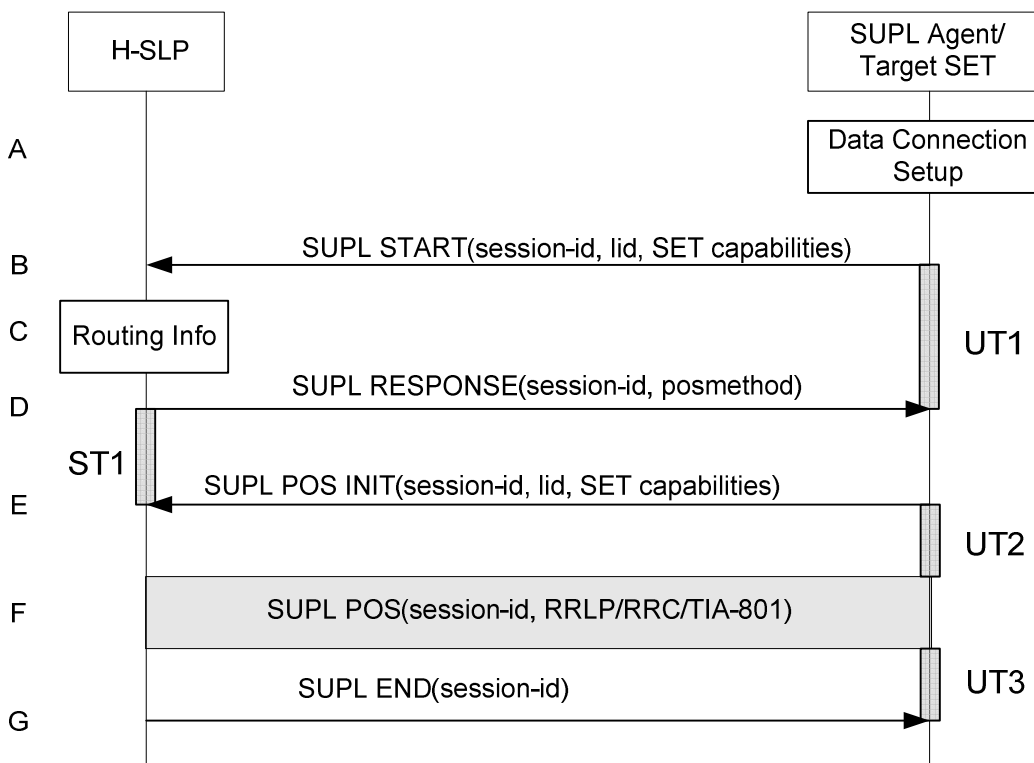 H-SLP
SUPL Agent/
Target SET
A
Data Connection
Setup
B
SUPL START(session-id, lid, SET capabilities)
C
Routing Info
UT1
D
SUPL RESPONSE(session-id, posmethod)
ST1
E
SUPL POS INIT(session-id, lid, SET capabilities)
UT2
F
SUPL POS(session-id, RRLP/RRC/TIA-801)
UT3
SUPL END(session-id)
G